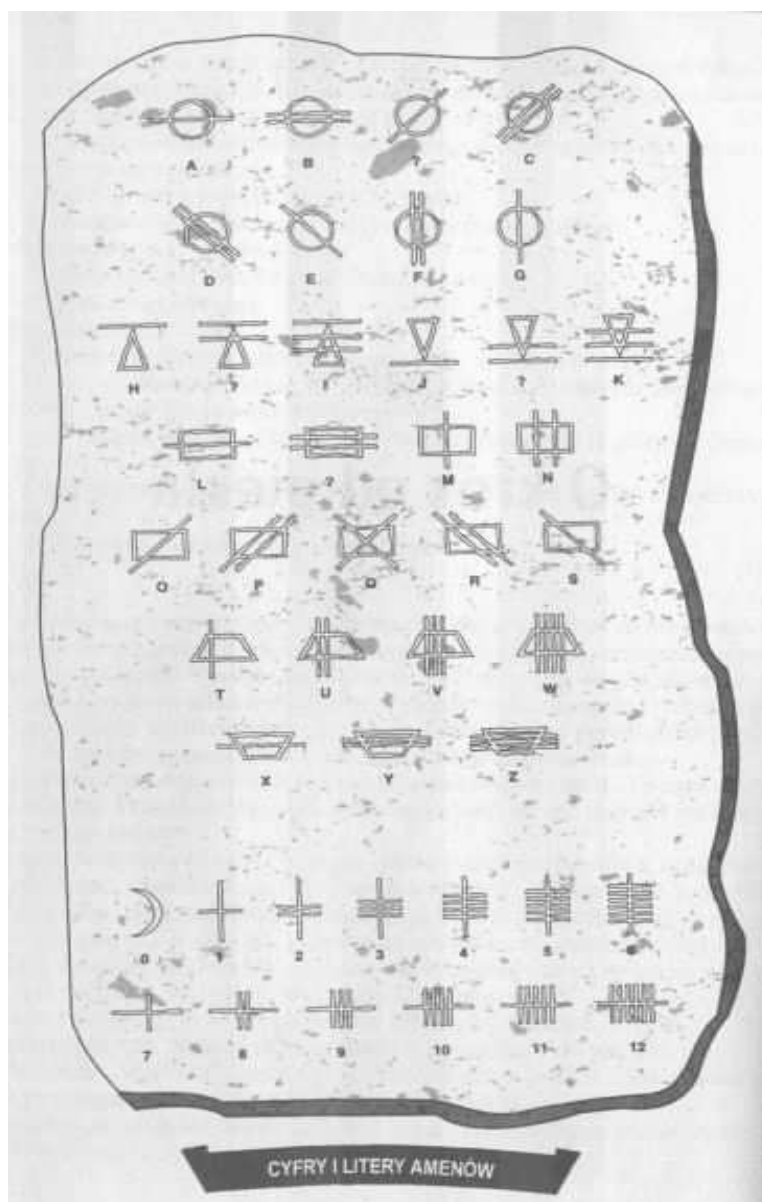 A B ? C
D E F G
H ? I J ? K
L ? M N
O P Q R S
T U V W
X Y Z
0 1 2 3 4 5 6
7 8 9 10 11 12
CYFRY I LITERY AMENÓW